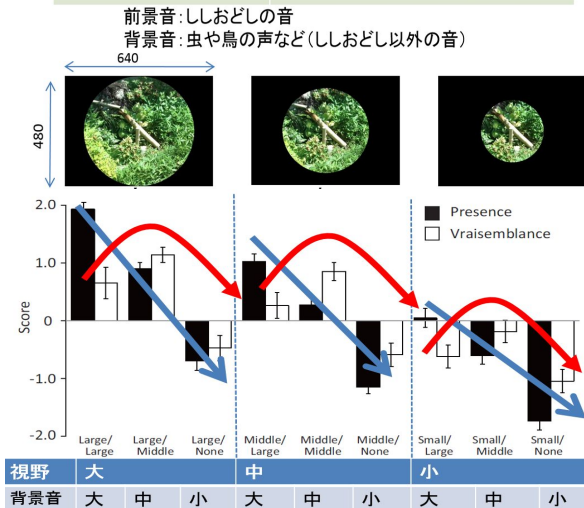 前景音：ししおどしの音
背景音：虫や鳥の声など（ししおどし以外の音）
640
480
2.0
1.0
0
-1.0
-2.0
Score
Presence
Vraisemblance
Large/ Large/ Large/ Middle/ Middle/ Middle/ Small/ Small/ Small/
Large Middle None Large Middle None Large Middle None
視野 大 中 小
背景音 大 中 小 大 中 小 大 中 小